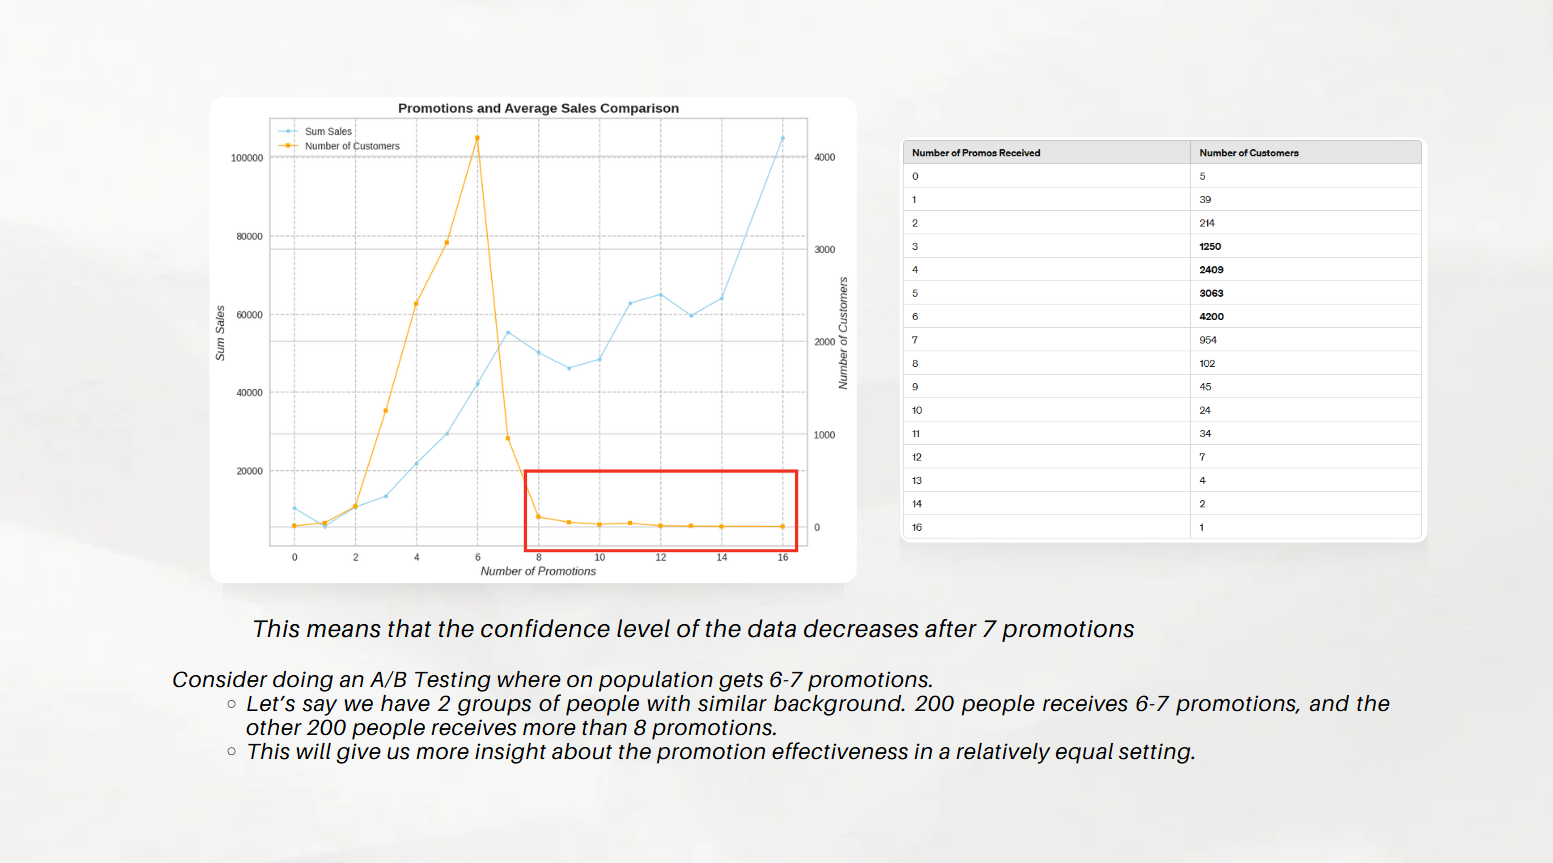 Promotions and Average Sales Comparison
Sum Sales
Number of Customers
100000
80000
60000
40000
20000
4000
3000
2000
1000
0
Sum Sales
Number of Customers
0 2 4 6 8 10 12 14 16
Number of Promotions
Number of Promos Received Number of Customers
0 5
1 39
2 214
3 1250
4 2409
5 3063
6 4200
7 954
8 102
9 45
10 24
11 34
12 7
13 4
14 2
16 1
This means that the confidence level of the data decreases after 7 promotions
Consider doing an A/B Testing where on population gets 6-7 promotions.
○ Let’s say we have 2 groups of people with similar background. 200 people receives 6-7 promotions, and the
other 200 people receives more than 8 promotions.
○ This will give us more insight about the promotion effectiveness in a relatively equal setting.